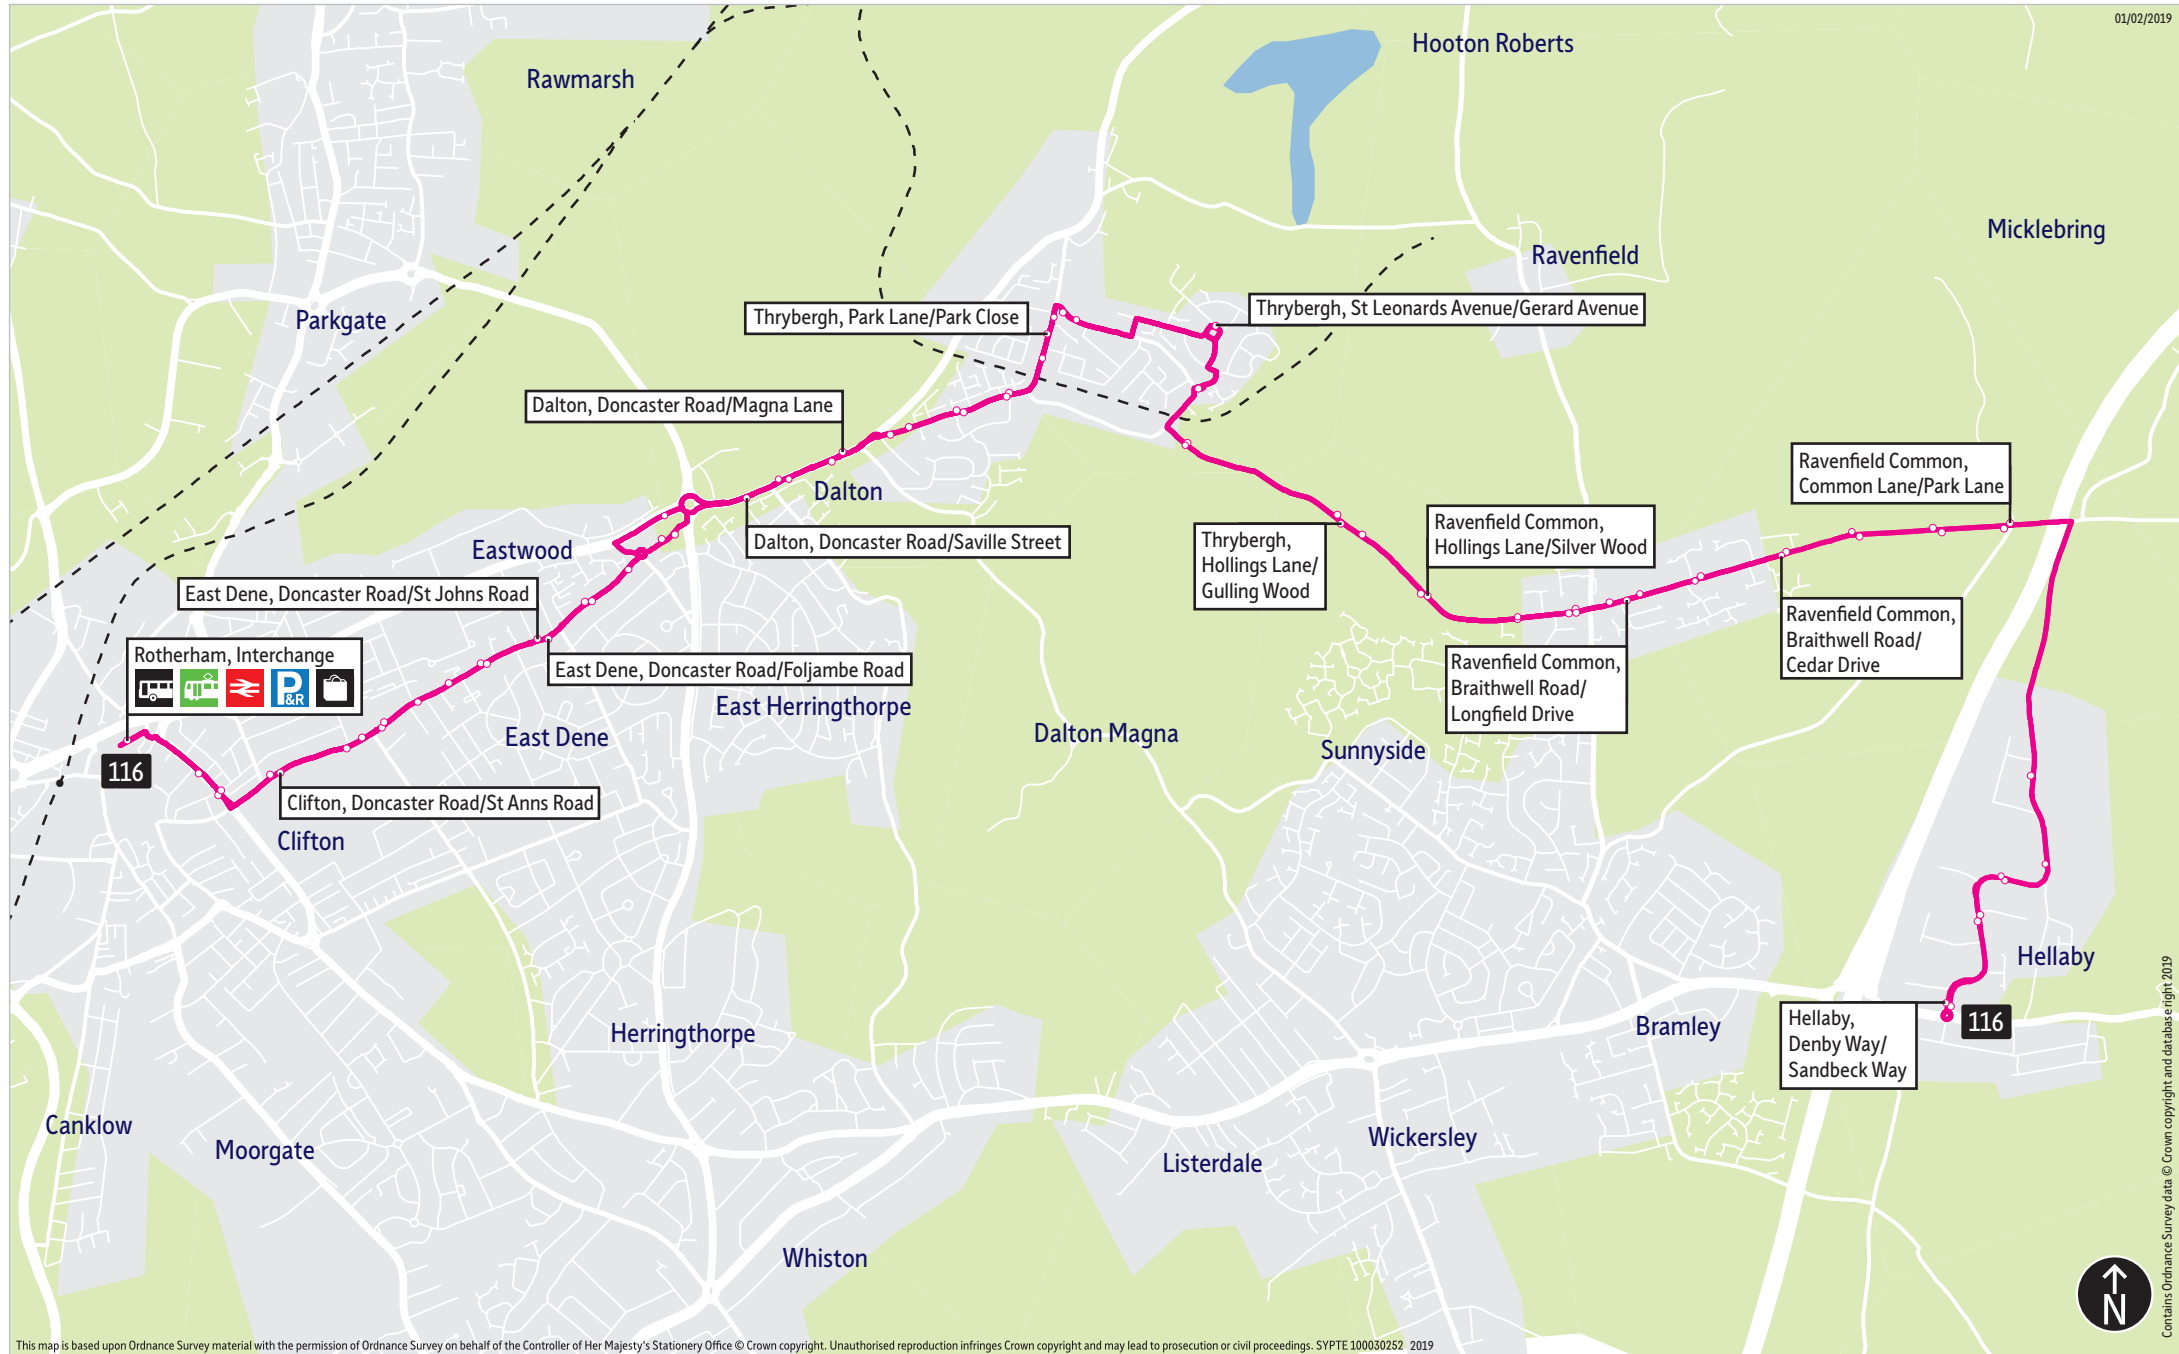 01/02/2019
Hooton Roberts
Rawmarsh
Micklebring
Ravenfield
Parkgate
Thrybergh, Park Lane/Park Close
Thrybergh, St Leonards Avenue/Gerard Avenue
Dalton, Doncaster Road/Magna Lane
Ravenfield Common,
Common Lane/Park Lane
Dalton
Eastwood
Dalton, Doncaster Road/Saville Street
Thrybergh,
Hollings Lane/
Gulling Wood
Ravenfield Common,
Hollings Lane/Silver Wood
East Dene, Doncaster Road/St Johns Road
Ravenfield Common,
Braithwell Road/
Cedar Drive
Rotherham, Interchange
P
&R
East Dene, Doncaster Road/Foljambe Road
Ravenfield Common,
Braithwell Road/
Longfield Drive
East Herringthorpe
East Dene
Dalton Magna
Sunnyside
116
Clifton, Doncaster Road/St Anns Road
Clifton
Hellaby
Herringthorpe
Bramley
Hellaby,
Denby Way/
Sandbeck Way
116
Canklow
Moorgate
Wickersley
Listerdale
Whiston
N
Contains Ordnance Survey data © Crown copyright and database right 2019
This map is based upon Ordnance Survey material with the permission of Ordnance Survey on behalf of the Controller of Her Majesty's Stationery Office © Crown copyright. Unauthorised reproduction infringes Crown copyright and may lead to prosecution or civil proceedings. SYPTE 100030252 2019